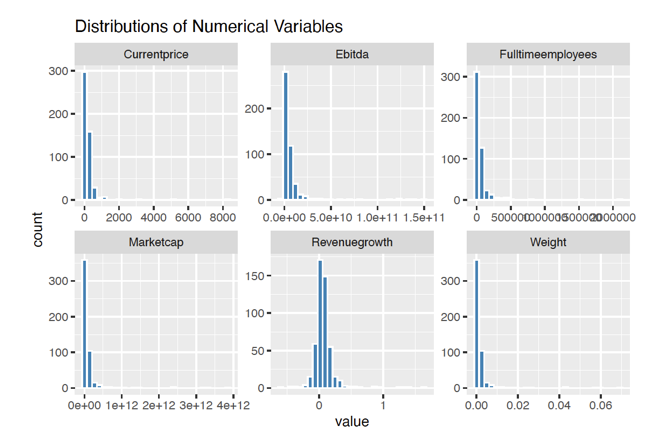 Distributions of Numerical Variables
Currentprice Ebitda Fulltimeemployees
300 200 100 0
200 100 0
300 200 100 0
0 2000 4000 6000 8000
0.0e+00 5.0e+10 1.0e+11 1.5e+11
0 500000 1000000 1500000 2000000
count
Marketcap Revenuegrowth Weight
300 200 100 0
150 100 50 0
300 200 100 0
0e+00 1e+12 2e+12 3e+12 4e+12
0 1
0.00 0.02 0.04 0.06
value